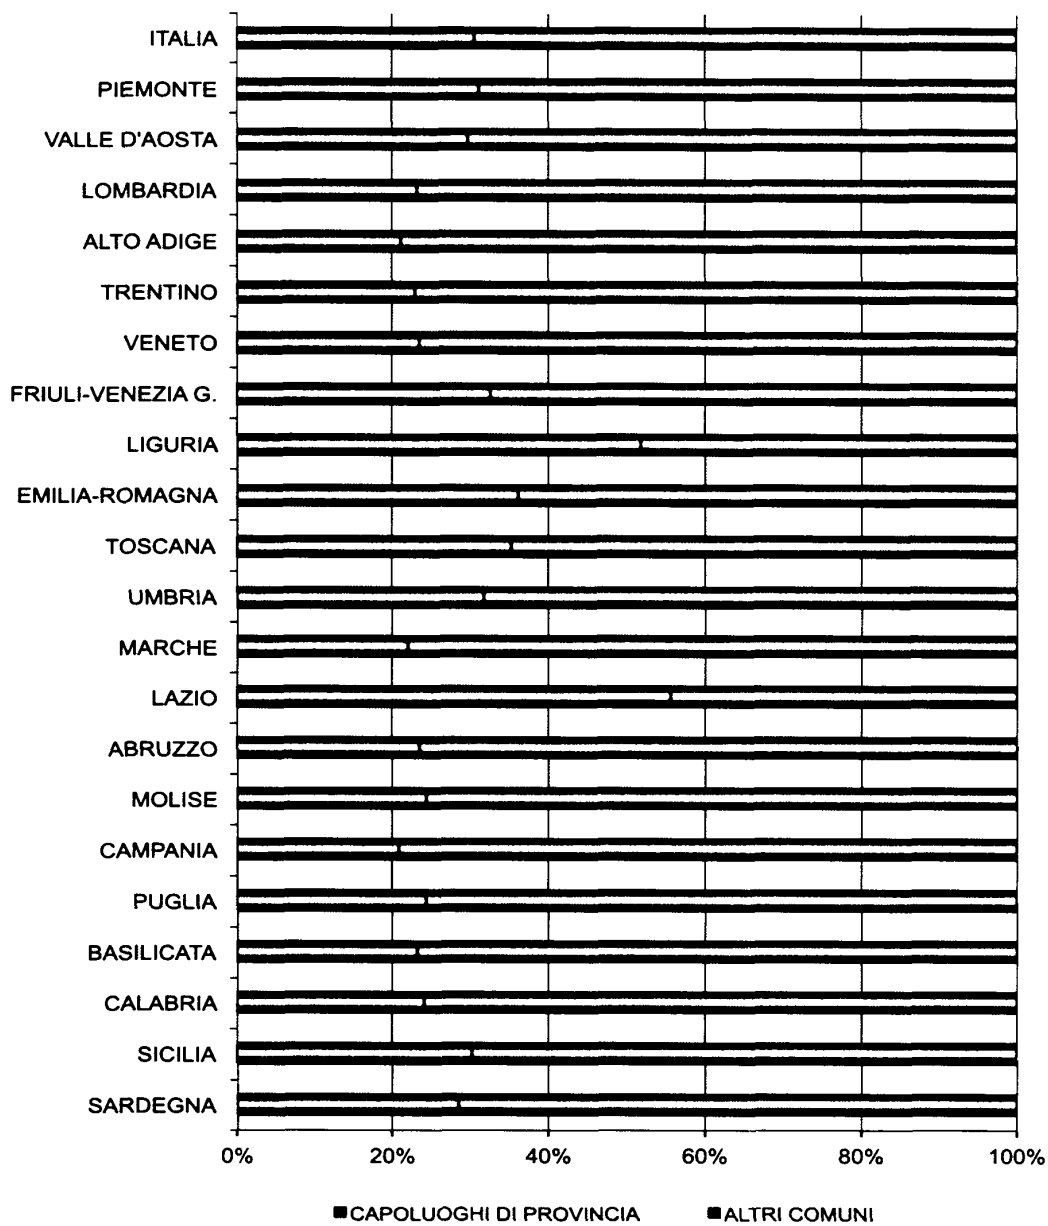 ITALIA
PIEMONTE
VALLE D'AOSTA
LOMBARDIA
ALTO ADIGE
TRENTINO
VENETO
FRIULI-VENEZIA G.
LIGURIA
EMILIA-ROMAGNA
TOSCANA
UMBRIA
MARCHE
LAZIO
ABRUZZO
MOLISE
CAMPANIA
PUGLIA
BASILICATA
CALABRIA
SICILIA
SARDEGNA
0% 20% 40% 60% 80% 100%
CAPOLUOGHI DI PROVINCIA ALTRI COMUNI